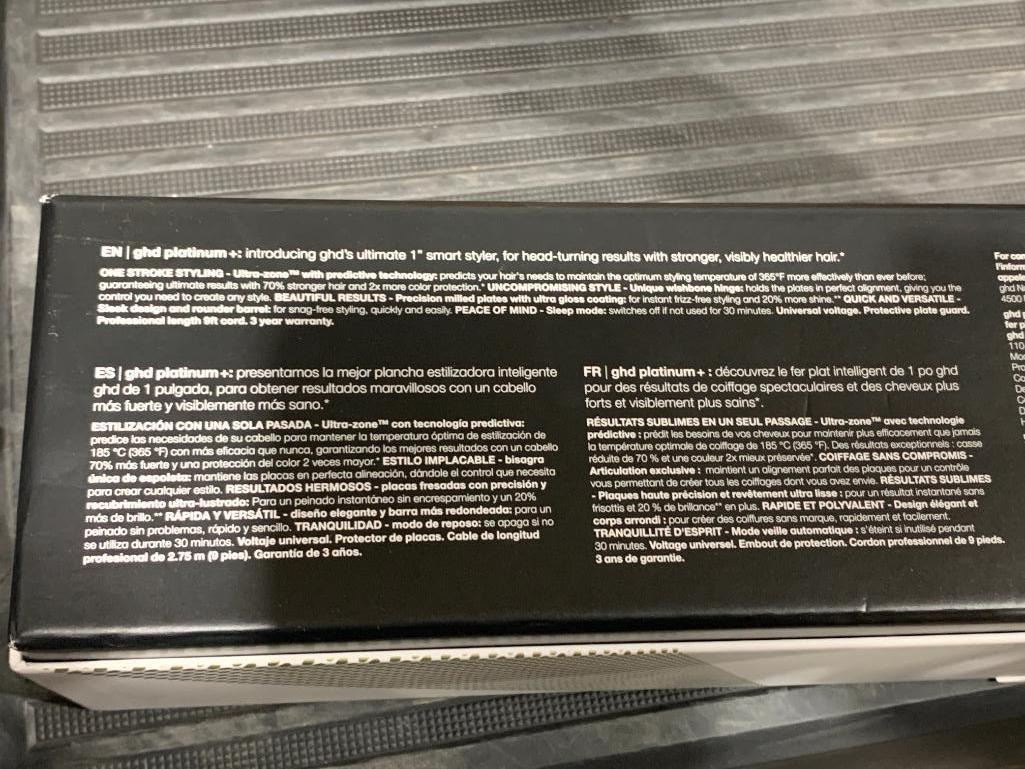 EN | ghd platinum+: introducing ghd's ultimate 1" smart styler, for head-turning results with stronger, visibly healthier hair.*
ONE STROKE STYLING - Ultra-zone™ with predictive technology: predicts your hair's needs to maintain the optimum styling temperature of 365°F more effectively than ever before;
guaranteeing ultimate results with 70% stronger hair and 2x more color protection.* UNCOMPROMISING STYLE - Unique wishbone hinge: holds the plates in perfect alignment, giving you the
control you need to create any style. BEAUTIFUL RESULTS - Precision milled plates with ultra gloss coating: for instant frizz-free styling and 20% more shine.** QUICK AND VERSATILE -
Sleek design and rounder barrel: for snag-free styling, quickly and easily. PEACE OF MIND - Sleep mode: switches off if not used for 30 minutes. Universal voltage. Protective plate guard.
Professional length 9ft cord. 3 year warranty.
ES | ghd platinum+: presentamos la mejor plancha estilizadora inteligente
ghd de 1 pulgada, para obtener resultados maravillosos con un cabello
más fuerte y visiblemente más sano.*
ESTILIZACIÓN CON UNA SOLA PASADA - Ultra-zone™ con tecnología predictiva:
predice las necesidades de su cabello para mantener la temperatura óptima de estilización de
185 °C (365 °F) con más eficacia que nunca, garantizando los mejores resultados con un cabello
70% más fuerte y una protección del color 2 veces mayor.* ESTILO IMPLACABLE - bisagra
única de espoleta: mantiene las placas en perfecta alineación, dándole el control que necesita
para crear cualquier estilo. RESULTADOS HERMOSOS - placas fresadas con precisión y
recubrimiento ultra-lustrado: Para un peinado instantáneo sin encrespamiento y un 20%
más de brillo.** RÁPIDA Y VERSÁTIL - diseño elegante y barra más redondeada: para un
peinado sin problemas, rápido y sencillo. TRANQUILIDAD - modo de reposo: se apaga si no
se utiliza durante 30 minutos. Voltaje universal. Protector de placas. Cable de longitud
profesional de 2.75 m (9 pies). Garantía de 3 años.
FR | ghd platinum+ : découvrez le fer plat intelligent de 1 po ghd
pour des résultats de coiffage spectaculaires et des cheveux plus
forts et visiblement plus sains*.
RÉSULTATS SUBLIMES EN UN SEUL PASSAGE - Ultra-zone™ avec technologie
prédictive : prédit les besoins de vos cheveux pour maintenir plus efficacement que jamais
la température optimale de coiffage de 185 °C (365 °F). Des résultats exceptionnels : casse
réduite de 70 % et une couleur 2x mieux préservée*. COIFFAGE SANS COMPROMIS -
Articulation exclusive : maintient un alignement parfait des plaques pour un contrôle
vous permettant de créer tous les coiffages dont vous avez envie. RÉSULTATS SUBLIMES
- Plaques haute précision et revêtement ultra lisse : pour un résultat instantané sans
frisottis et 20 % de brillance** en plus. RAPIDE ET POLYVALENT - Design élégant et
corps arrondi : pour créer des coiffures sans marque, rapidement et facilement.
TRANQUILLITÉ D'ESPRIT - Mode veille automatique : s'éteint si inutilisé pendant
30 minutes. Voltage universel. Embout de protection. Cordon professionnel de 9 pieds.
3 ans de garantie.
ghd
110